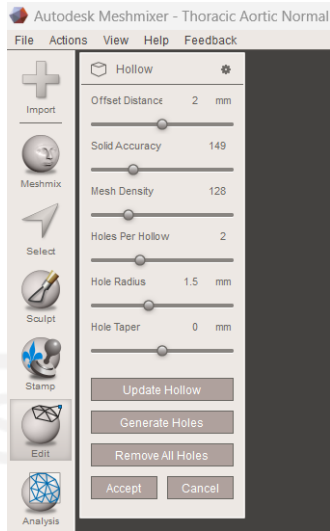 Autodesk Meshmixer - Thoracic Aortic Normal
File Actions View Help Feedback
Import
Meshmix
Select
Sculpt
Stamp
Edit
Analysis
Hollow
Offset Distance 2 mm
Solid Accuracy 149
Mesh Density 128
Holes Per Hollow 2
Hole Radius 1.5 mm
Hole Taper 0 mm
Update Hollow
Generate Holes
Remove All Holes
Accept Cancel